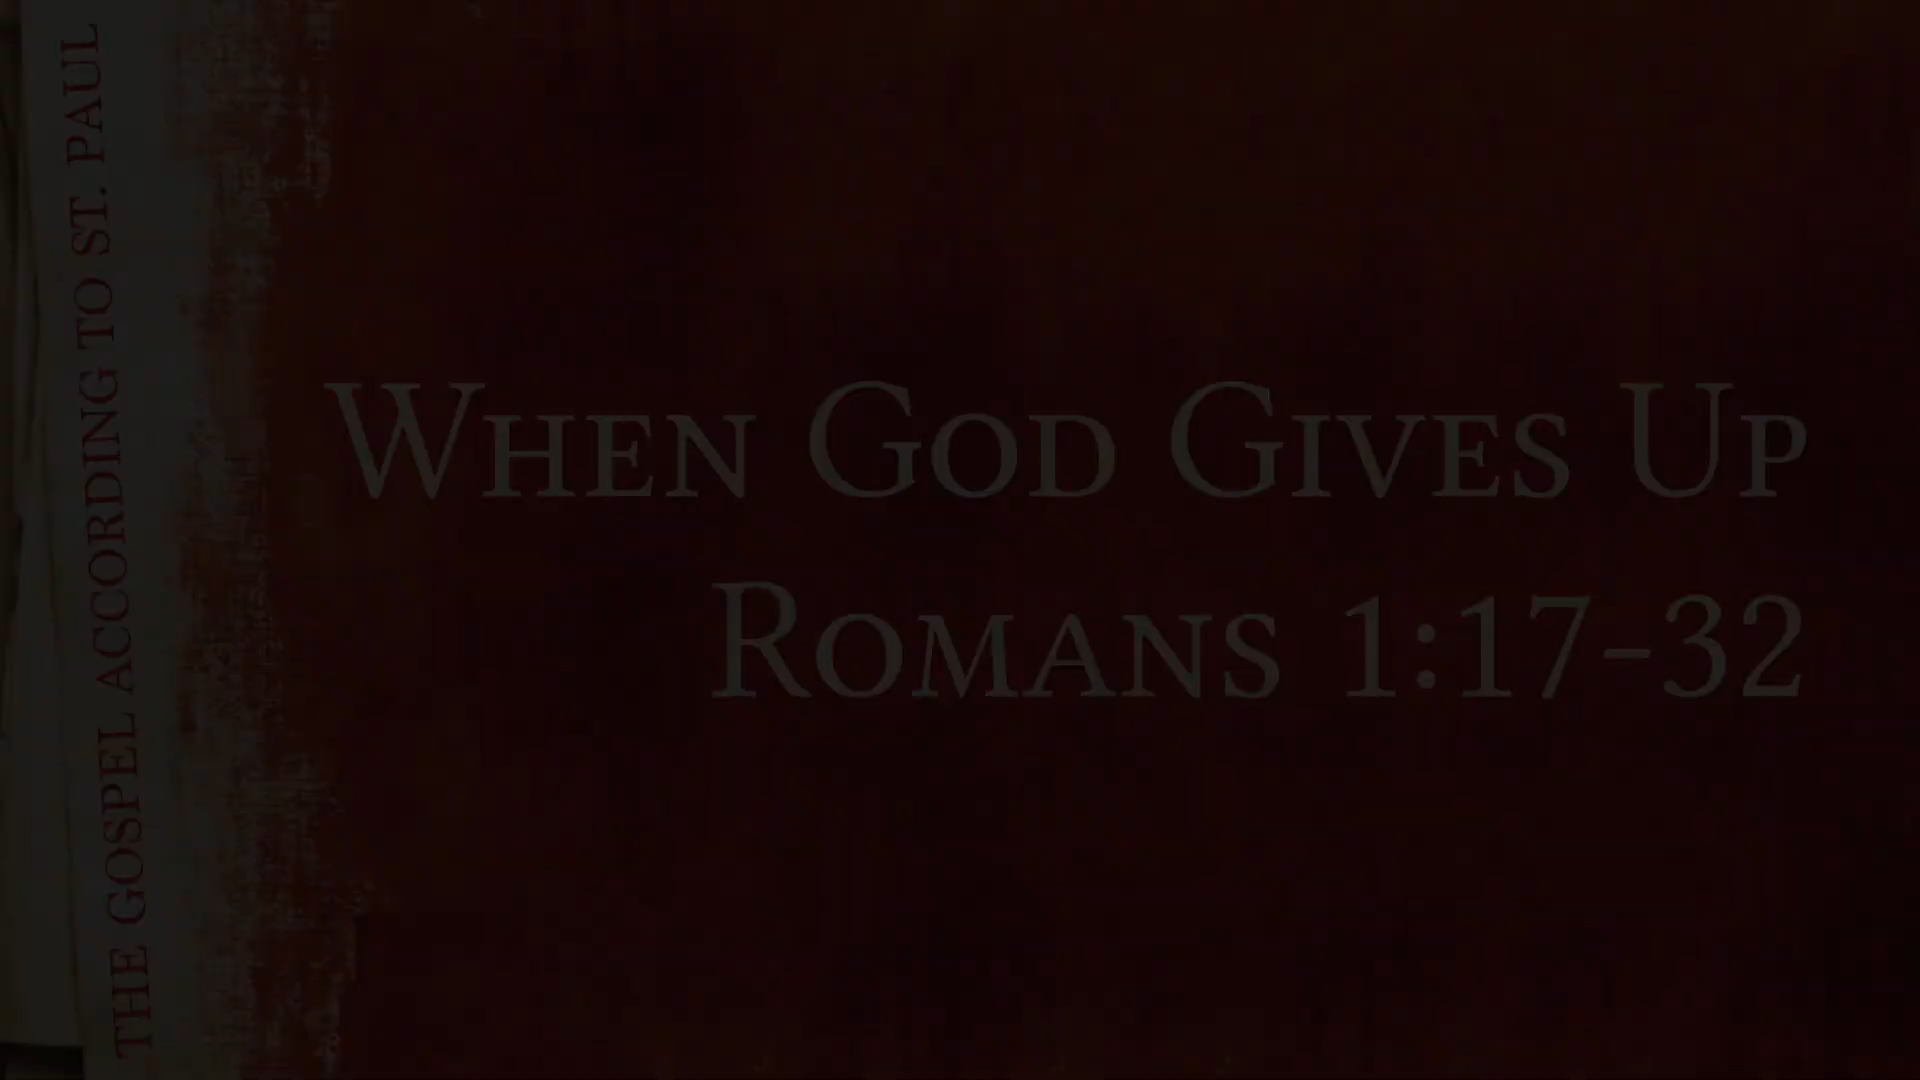 THE GOSPEL ACCORDING TO ST. PAUL
WHEN GOD GIVES UP
ROMANS 1:17-32